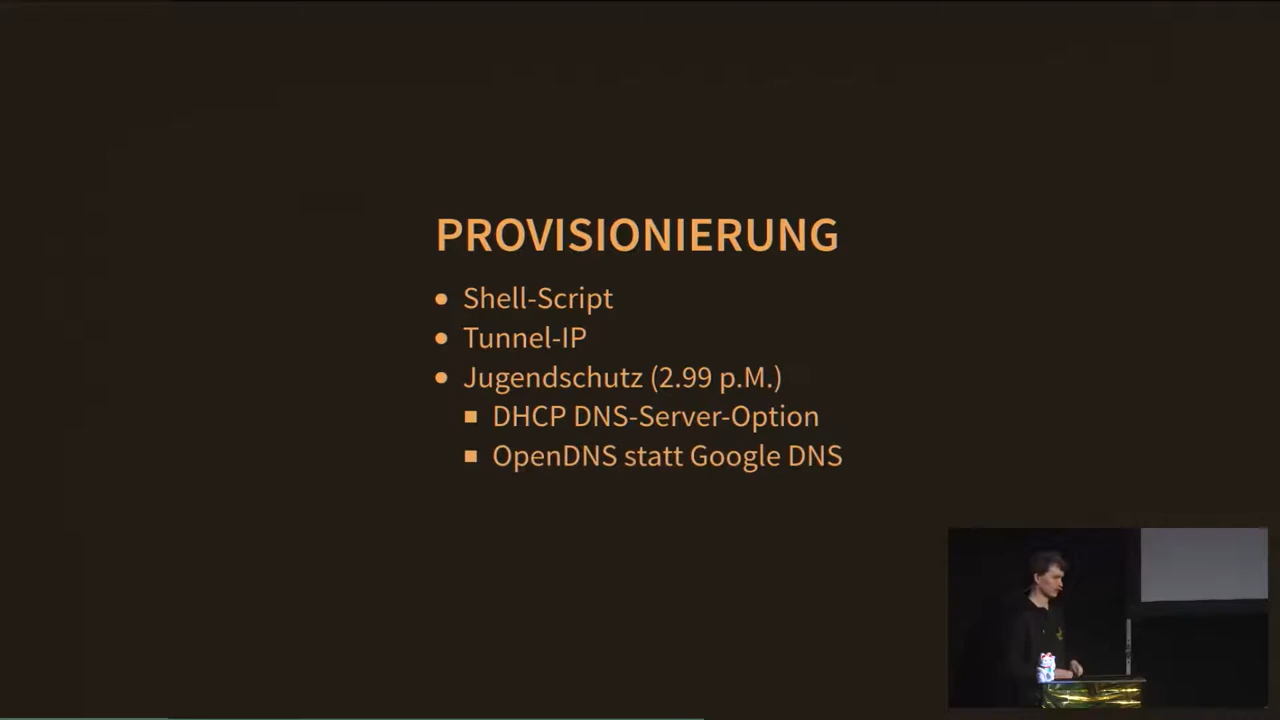 PROVISIONIERUNG
Shell-Script
Tunnel-IP
Jugendschutz (2.99 p.M.)
DHCP DNS-Server-Option
OpenDNS statt Google DNS